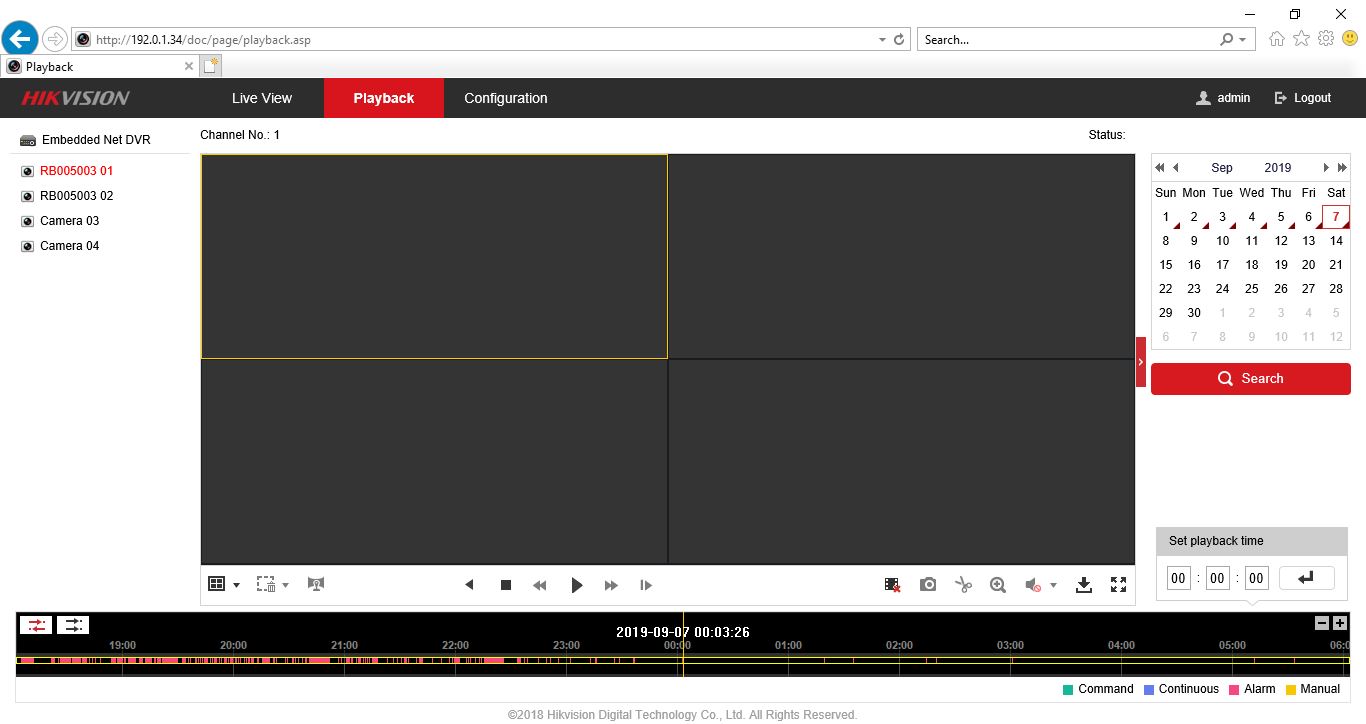 http://192.0.1.34/doc/page/playback.asp
Search...
Playback
HIKVISION
Live View
Playback
Configuration
admin
Logout
Embedded Net DVR
RB005003 01
RB005003 02
Camera 03
Camera 04
Channel No.: 1
Status:
Sep 2019
Sun Mon Tue Wed Thu Fri Sat
1 2 3 4 5 6 7
8 9 10 11 12 13 14
15 16 17 18 19 20 21
22 23 24 25 26 27 28
29 30 1 2 3 4 5
6 7 8 9 10 11 12
Search
Set playback time
00 : 00 : 00
2019-09-07 00:03:26
19:00 20:00 21:00 22:00 23:00 00:00 01:00 02:00 03:00 04:00 05:00 06:0
Command Continuous Alarm Manual
©2018 Hikvision Digital Technology Co., Ltd. All Rights Reserved.